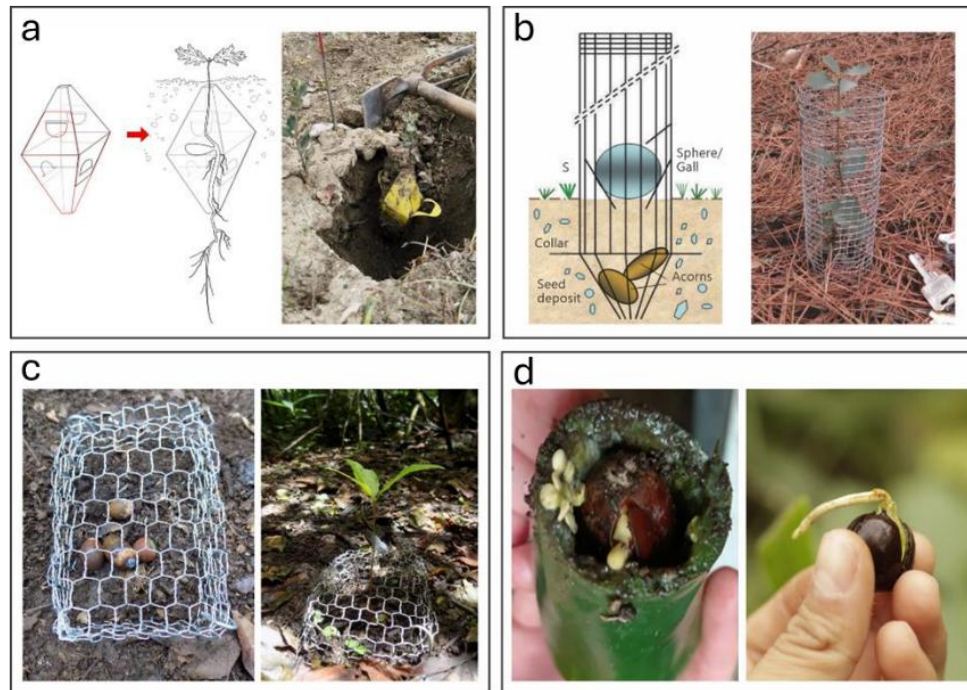 a
b
Sphere/
Gall
S
Collar
Seed
deposit
Acorns
c
d